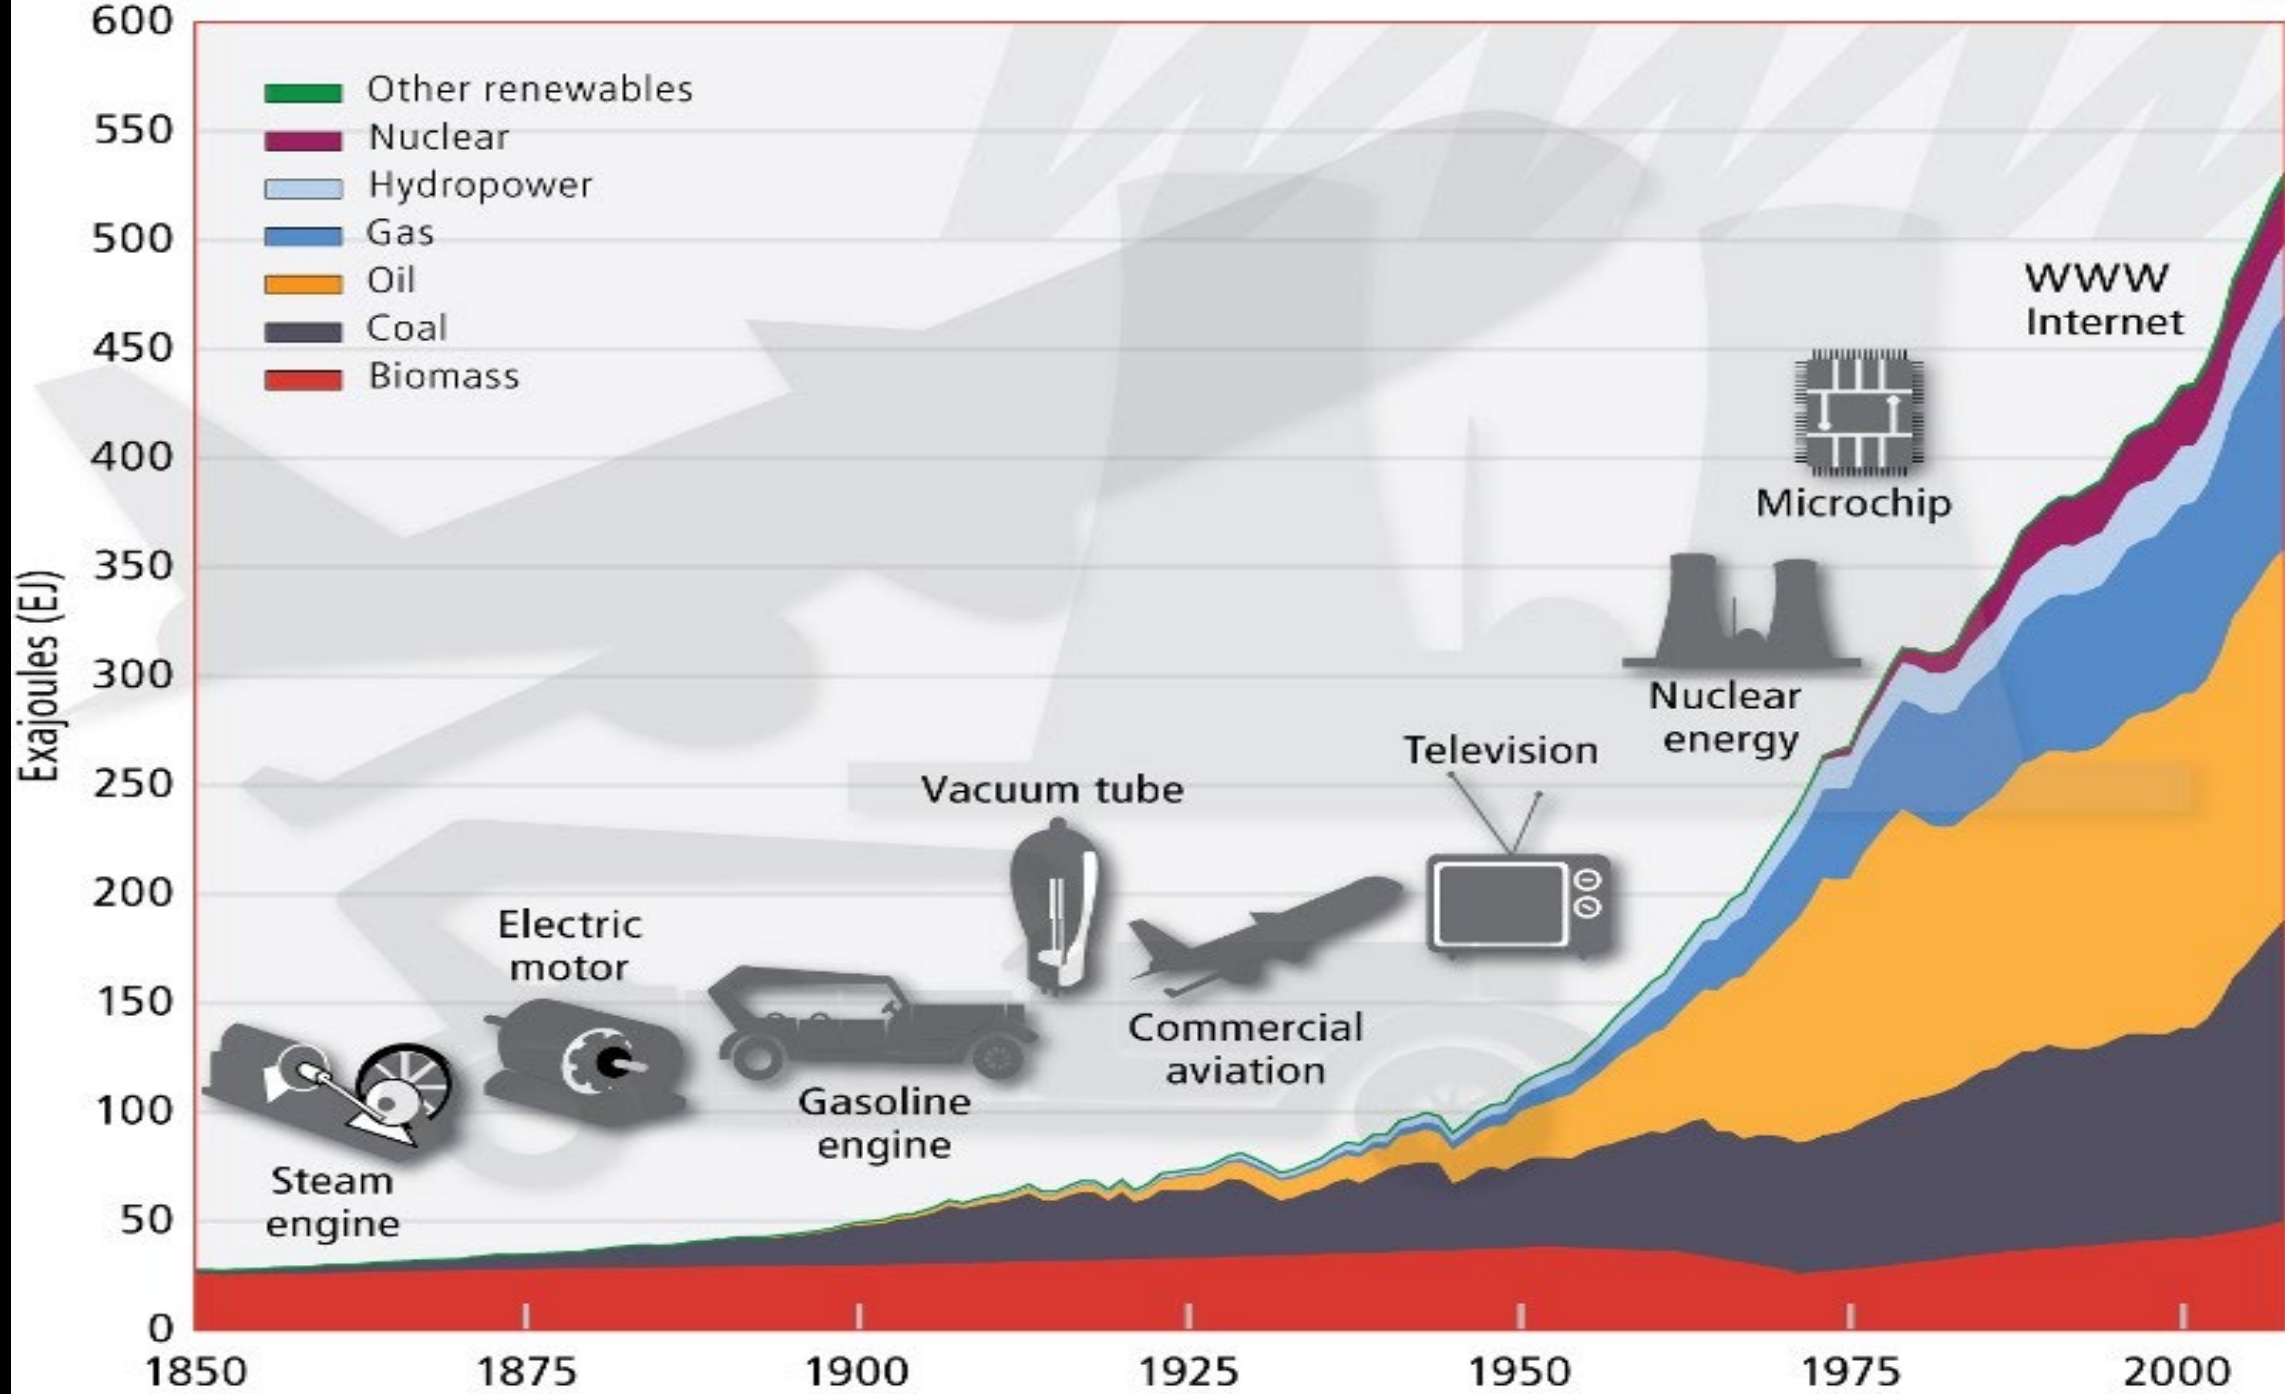 600
550
500
450
400
350
300
250
200
150
100
50
0
Exajoules (EJ)
Other renewables
Nuclear
Hydropower
Gas
Oil
Coal
Biomass
WWW
Internet
Microchip
Nuclear
energy
Television
Vacuum tube
Commercial
aviation
Electric
motor
Gasoline
engine
Steam
engine
1850
1875
1900
1925
1950
1975
2000